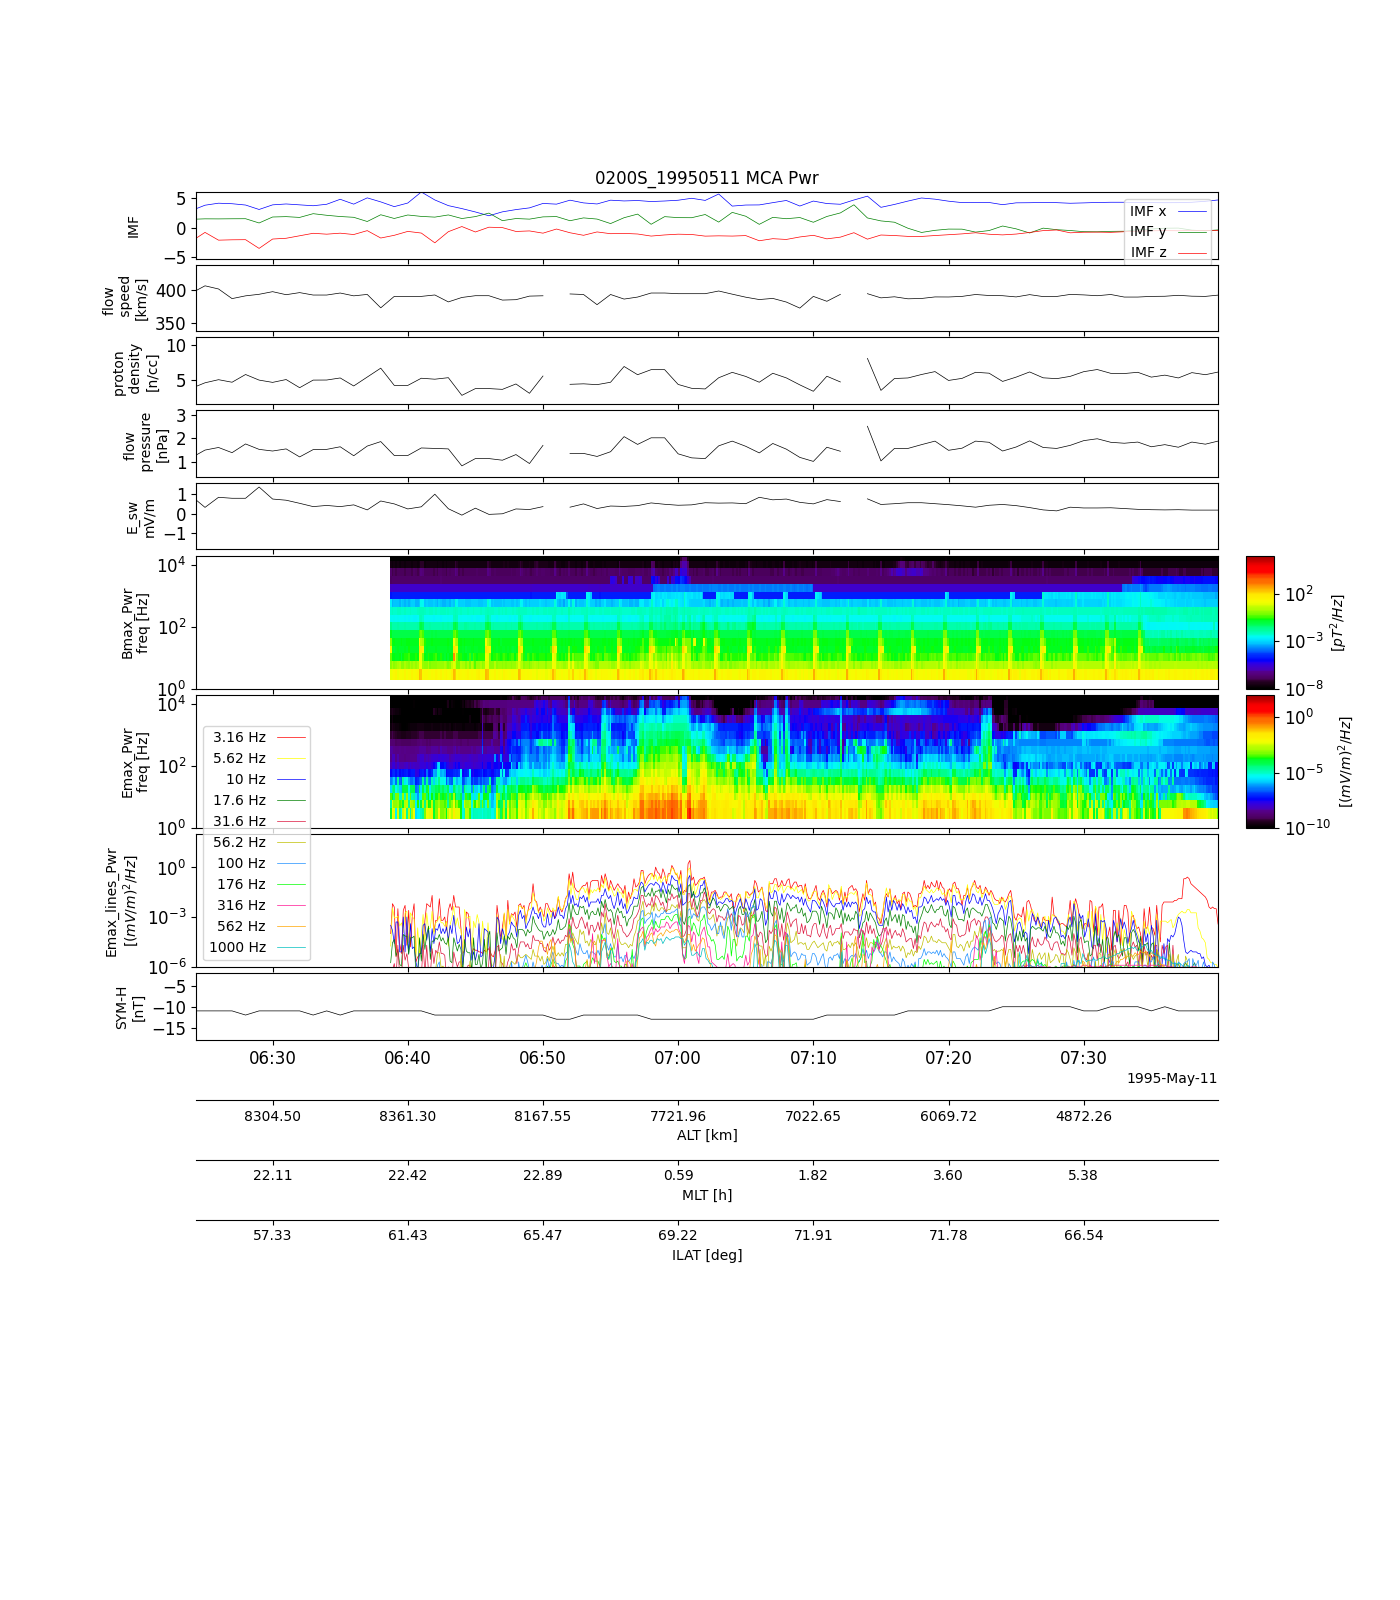 0200S_19950511 MCA Pwr
5
0
−5
IMF
IMF x
IMF y
IMF z
400
350
flow
speed
[km/s]
10
5
proton
density
[n/cc]
3
2
1
flow
pressure
[nPa]
1
0
−1
E_sw
mV/m
10^4
10^2
10^0
Bmax_Pwr
freq [Hz]
10^2
10^−3
10^−8
[pT^2/Hz]
10^4
10^2
10^0
Emax_Pwr
freq [Hz]
10^0
10^−5
10^−10
[(mV/m)^2/Hz]
3.16 Hz
5.62 Hz
10 Hz
17.6 Hz
31.6 Hz
56.2 Hz
100 Hz
176 Hz
316 Hz
562 Hz
1000 Hz
10^0
10^−3
10^−6
Emax_lines_Pwr
[(mV/m)^2/Hz]
−5
−10
−15
SYM-H
[nT]
06:30 06:40 06:50 07:00 07:10 07:20 07:30
1995-May-11
8304.50 8361.30 8167.55 7721.96 7022.65 6069.72 4872.26
ALT [km]
22.11 22.42 22.89 0.59 1.82 3.60 5.38
MLT [h]
57.33 61.43 65.47 69.22 71.91 71.78 66.54
ILAT [deg]